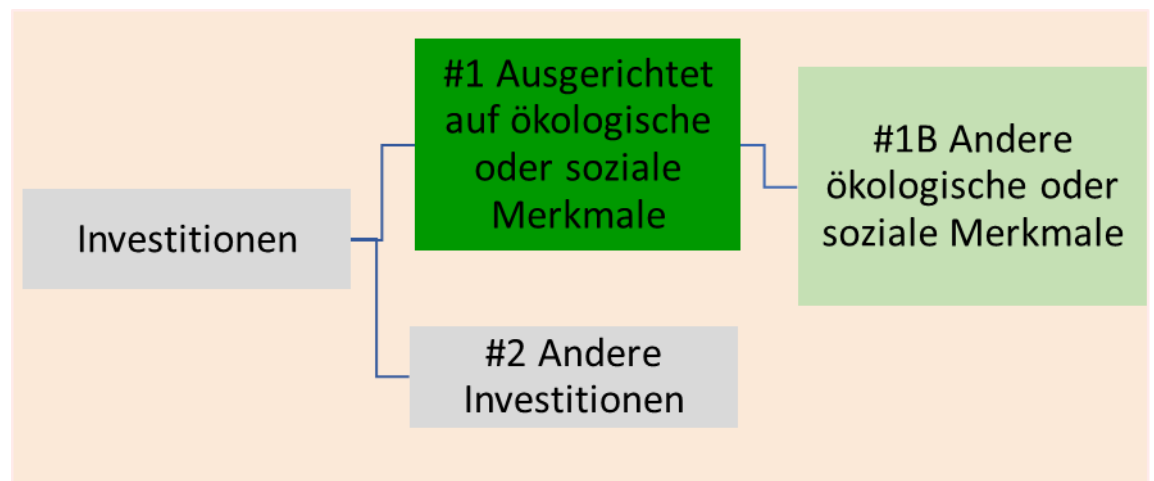 Investitionen
#1 Ausgerichtet
auf ökologische
oder soziale
Merkmale
#1B Andere
ökologische oder
soziale Merkmale
#2 Andere
Investitionen